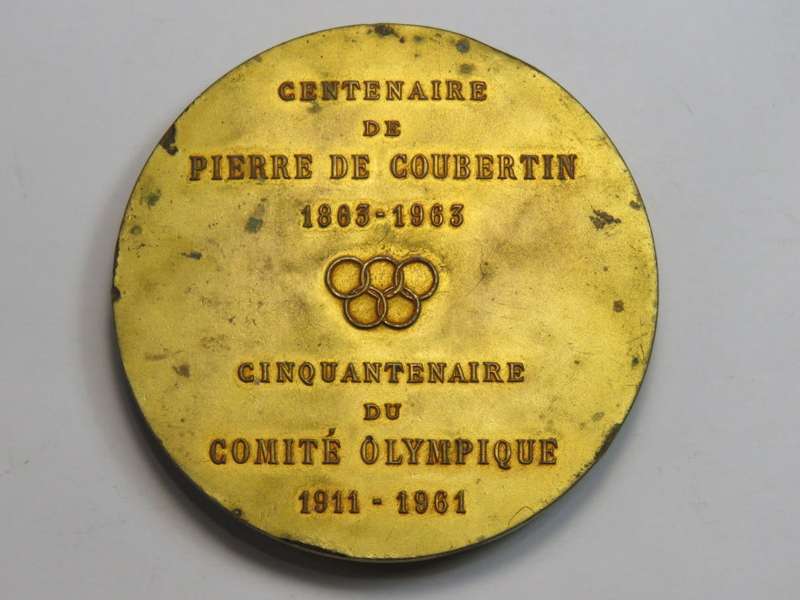 CENTENAIRE
DE
PIERRE DE COUBERTIN
1863-1963
CINQUANTENAIRE
DU
COMITÉ OLYMPIQUE
1911 - 1961